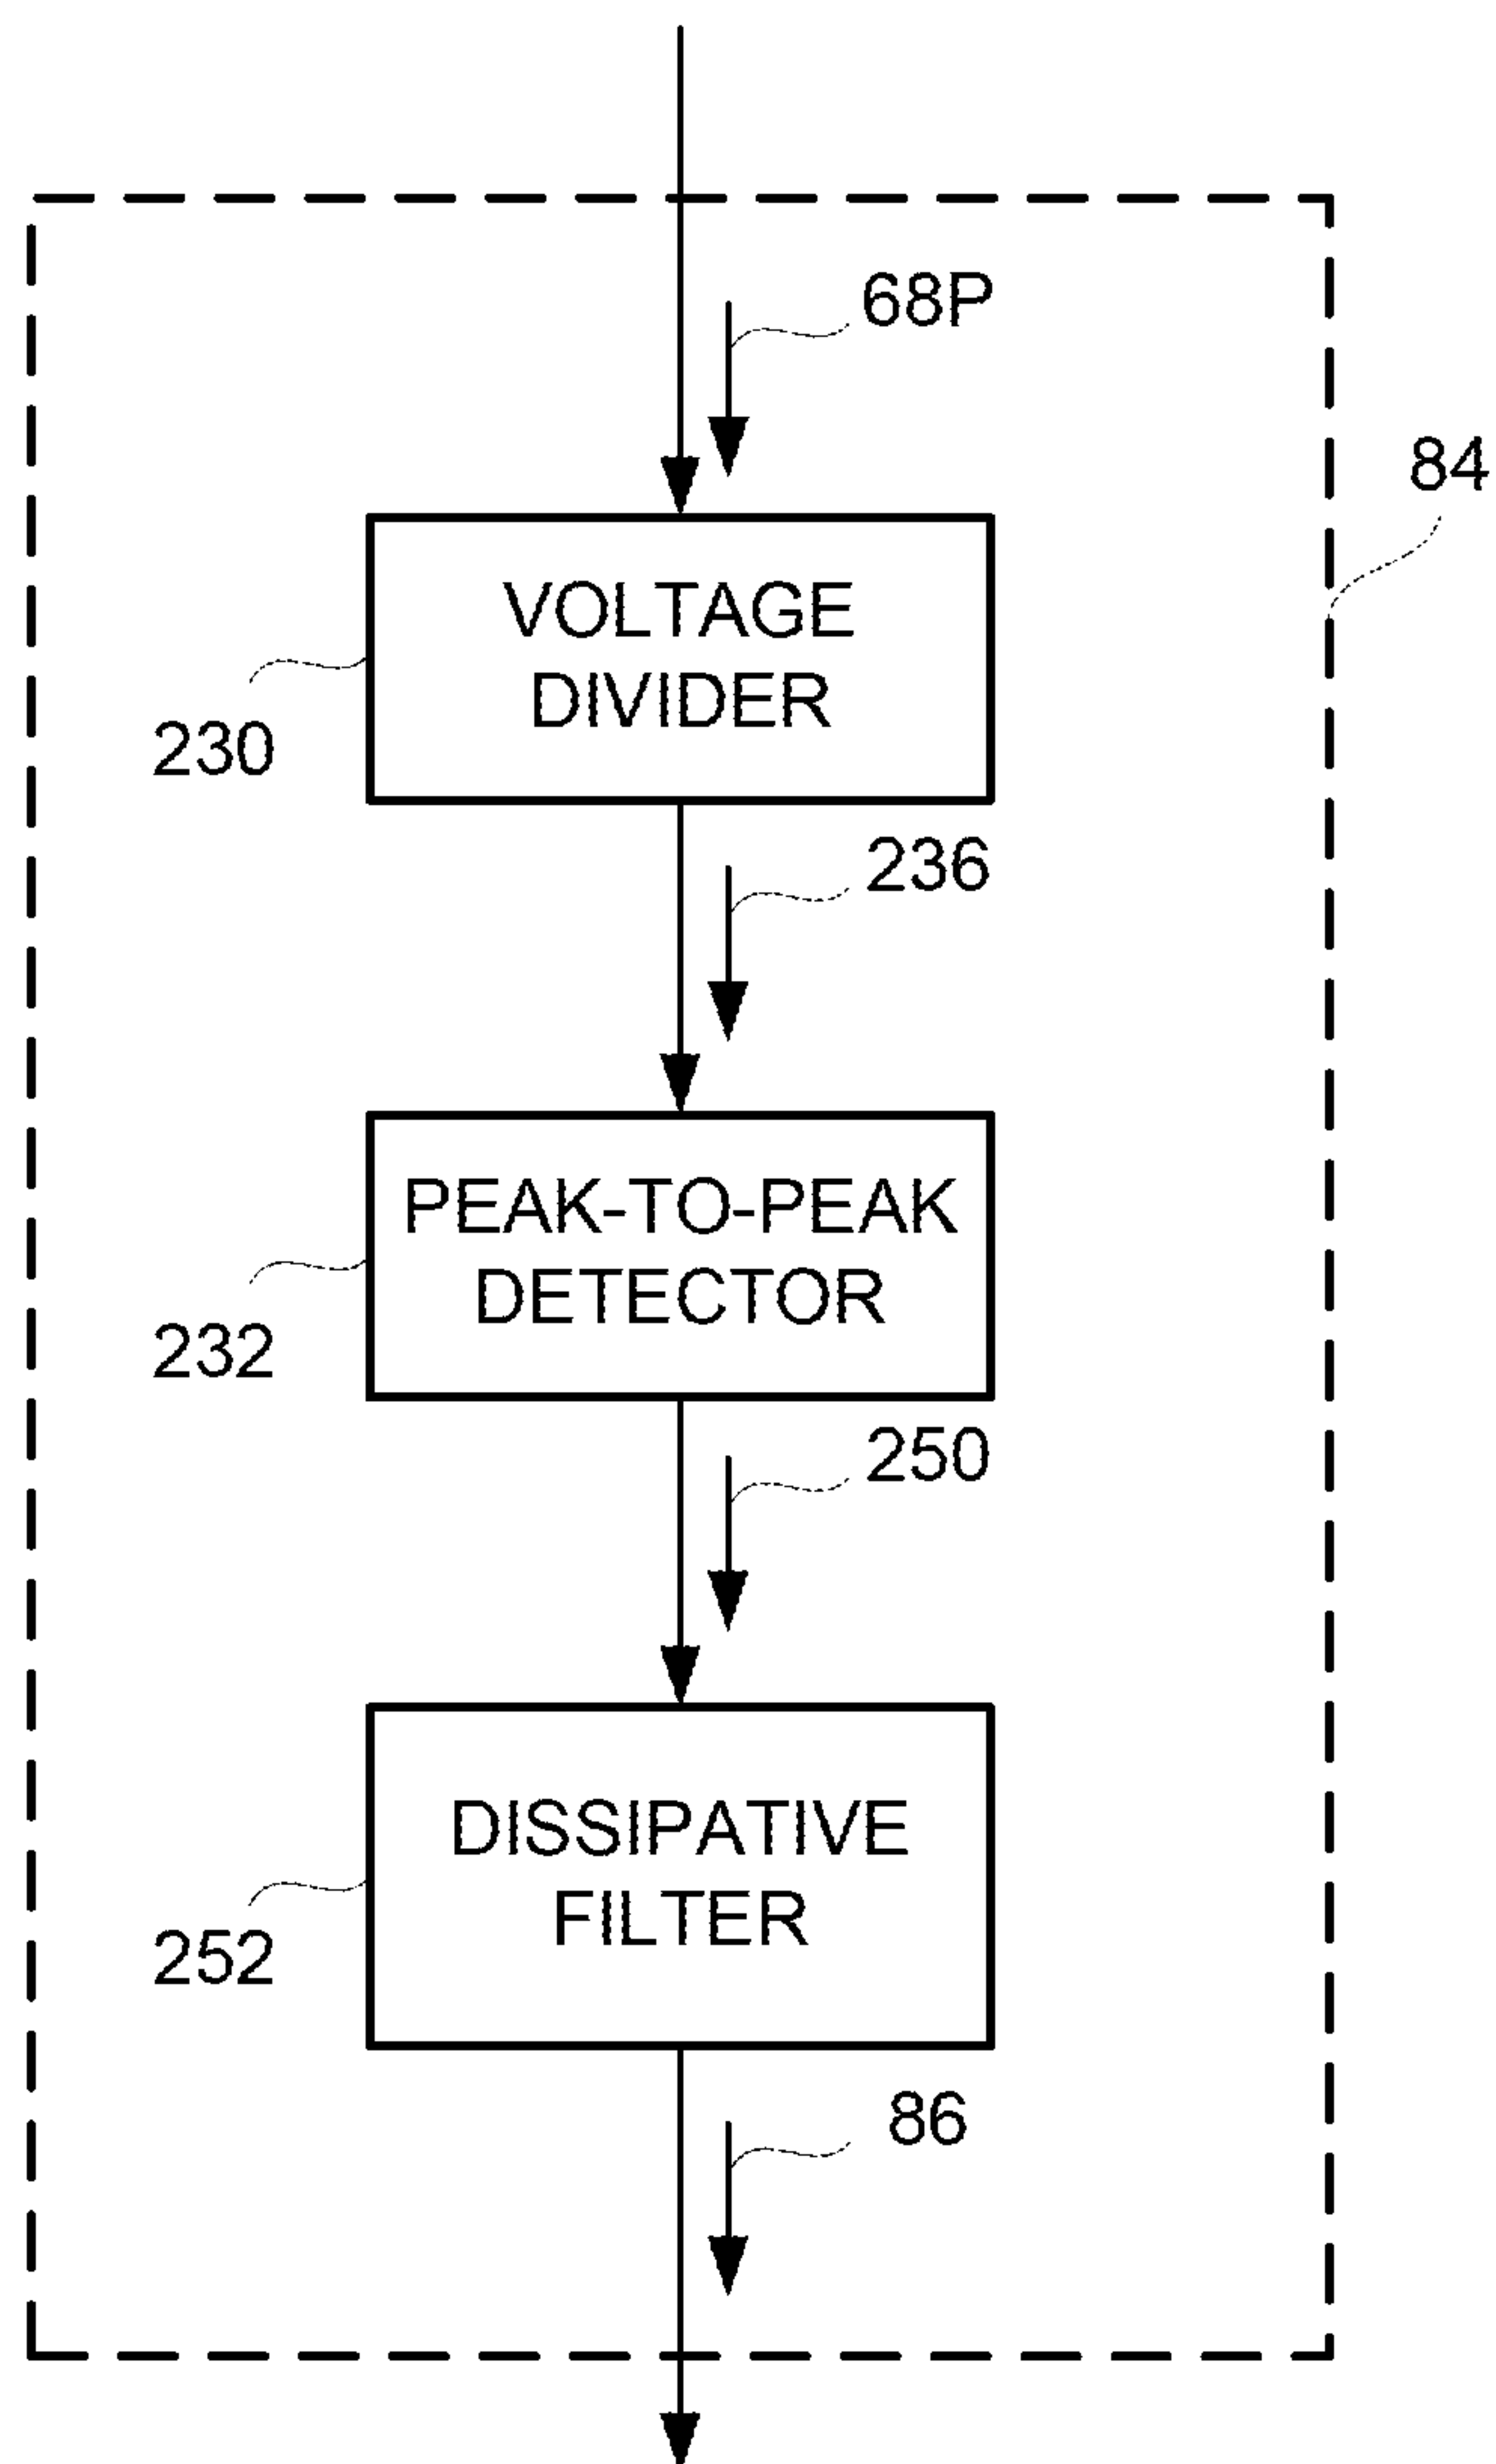 68P
84
VOLTAGE
DIVIDER
230
236
PEAK-TO-PEAK
DETECTOR
232
250
DISSIPATIVE
FILTER
252
86